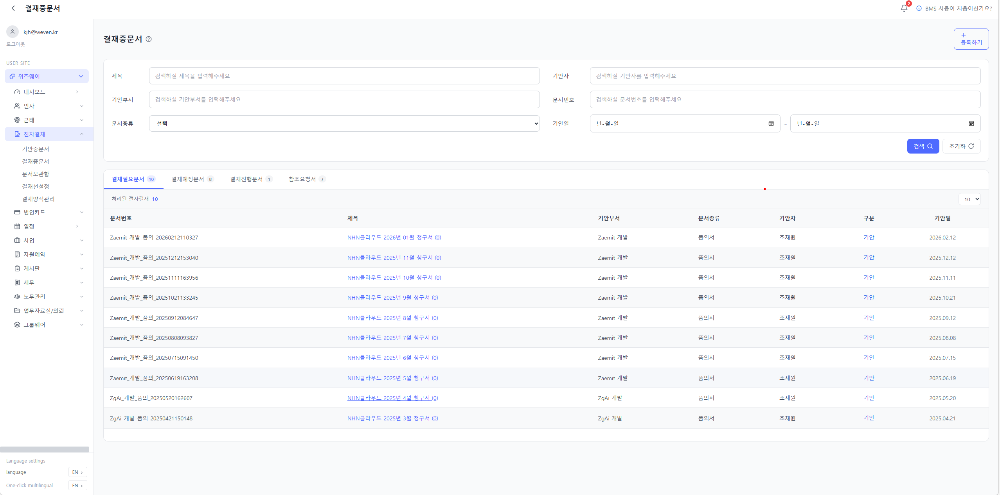 결재중문서
2
BMS 사용이 처음이신가요?
kjh@weven.kr
로그아웃
USER SITE
위즈웨어
대시보드
인사
근태
전자결재
기안중문서
결재중문서
문서보관함
결재선설정
결재양식관리
법인카드
일정
사업
자원예약
게시판
세무
노무관리
업무자료실/의뢰
그룹웨어
Language settings
language EN ›
One-click multilingual EN ›
결재중문서
+ 등록하기
제목 검색하실 제목을 입력해주세요 기안자 검색하실 기안자를 입력해주세요
기안부서 검색하실 기안부서를 입력해주세요 문서번호 검색하실 문서번호를 입력해주세요
문서종류 선택 기안일 년-월-일 ~ 년-월-일
검색 초기화
결재필요문서 10 결재예정문서 8 결재진행문서 1 참조요청서 7
처리된 전자결재 10 10
문서번호 제목 기안부서 문서종류 기안자 구분 기안일
Zaemit_개발_품의_20260212110327 NHN클라우드 2026년 01월 청구서 (0) Zaemit 개발 품의서 조재원 기안 2026.02.12
Zaemit_개발_품의_20251212153040 NHN클라우드 2025년 11월 청구서 (0) Zaemit 개발 품의서 조재원 기안 2025.12.12
Zaemit_개발_품의_20251111163956 NHN클라우드 2025년 10월 청구서 (0) Zaemit 개발 품의서 조재원 기안 2025.11.11
Zaemit_개발_품의_20251021133245 NHN클라우드 2025년 9월 청구서 (0) Zaemit 개발 품의서 조재원 기안 2025.10.21
Zaemit_개발_품의_20250912084647 NHN클라우드 2025년 8월 청구서 (0) Zaemit 개발 품의서 조재원 기안 2025.09.12
Zaemit_개발_품의_20250808093827 NHN클라우드 2025년 7월 청구서 (0) Zaemit 개발 품의서 조재원 기안 2025.08.08
Zaemit_개발_품의_20250715091450 NHN클라우드 2025년 6월 청구서 (0) Zaemit 개발 품의서 조재원 기안 2025.07.15
Zaemit_개발_품의_20250619163208 NHN클라우드 2025년 5월 청구서 (0) Zaemit 개발 품의서 조재원 기안 2025.06.19
ZgAi_개발_품의_20250520162607 NHN클라우드 2025년 4월 청구서 (0) ZgAi 개발 품의서 조재원 기안 2025.05.20
ZgAi_개발_품의_20250421150148 NHN클라우드 2025년 3월 청구서 (0) ZgAi 개발 품의서 조재원 기안 2025.04.21